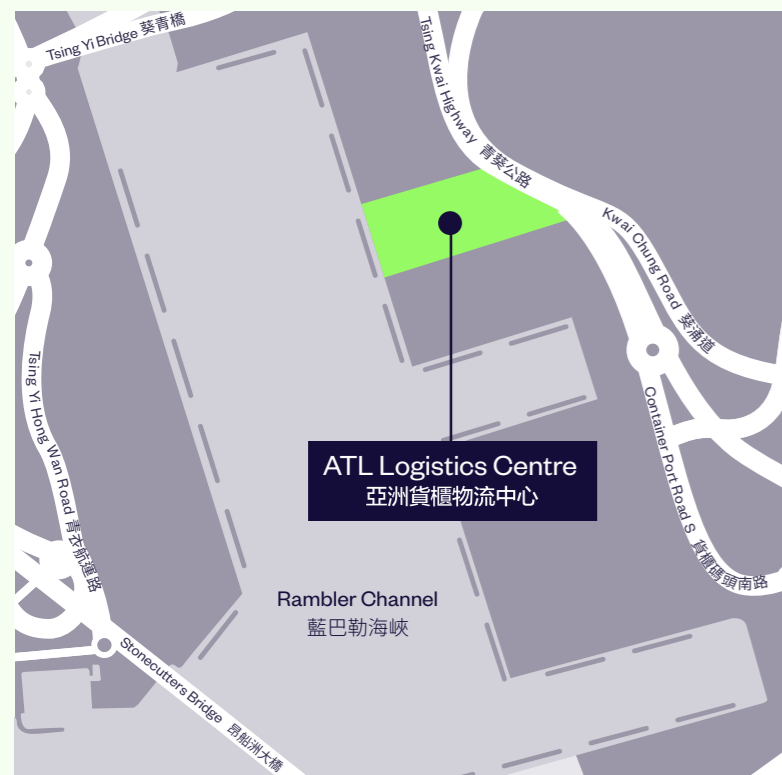 Tsing Yi Bridge 葵青橋
Tsing Kwai Highway 青葵公路
Kwai Chung Road 葵涌道
Tsing Yi Hong Wan Road 青衣航運路
Container Port Road S 貨櫃碼頭南路
ATL Logistics Centre
亞洲貨櫃物流中心
Rambler Channel
藍巴勒海峽
Stonecutters Bridge 昂船洲大橋